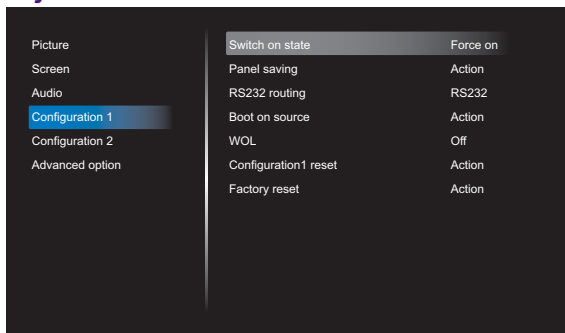 Picture
Screen
Audio
Configuration 1
Configuration 2
Advanced option
Switch on state Force on
Panel saving Action
RS232 routing RS232
Boot on source Action
WOL Off
Configuration1 reset Action
Factory reset Action